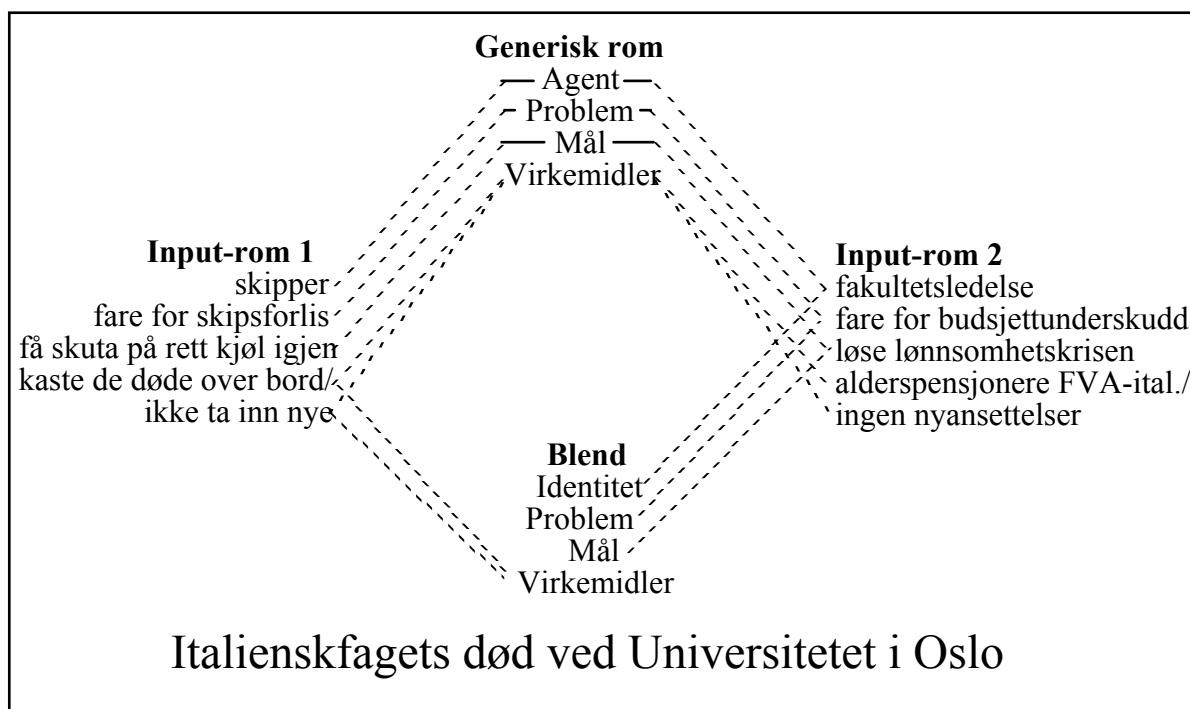 Generisk rom
Agent
Problem
Mål
Virkemidler
Input-rom 1
skipper
fare for skipsforlis
få skuta på rett kjøl igjen
kaste de døde over bord/
ikke ta inn nye
Input-rom 2
fakultetsledelse
fare for budsjettunderskudd
løse lønnsomhetskrisen
alderspensjonere FVA-ital./
ingen nyansettelser
Blend
Identitet
Problem
Mål
Virkemidler
Italienskfagets død ved Universitetet i Oslo